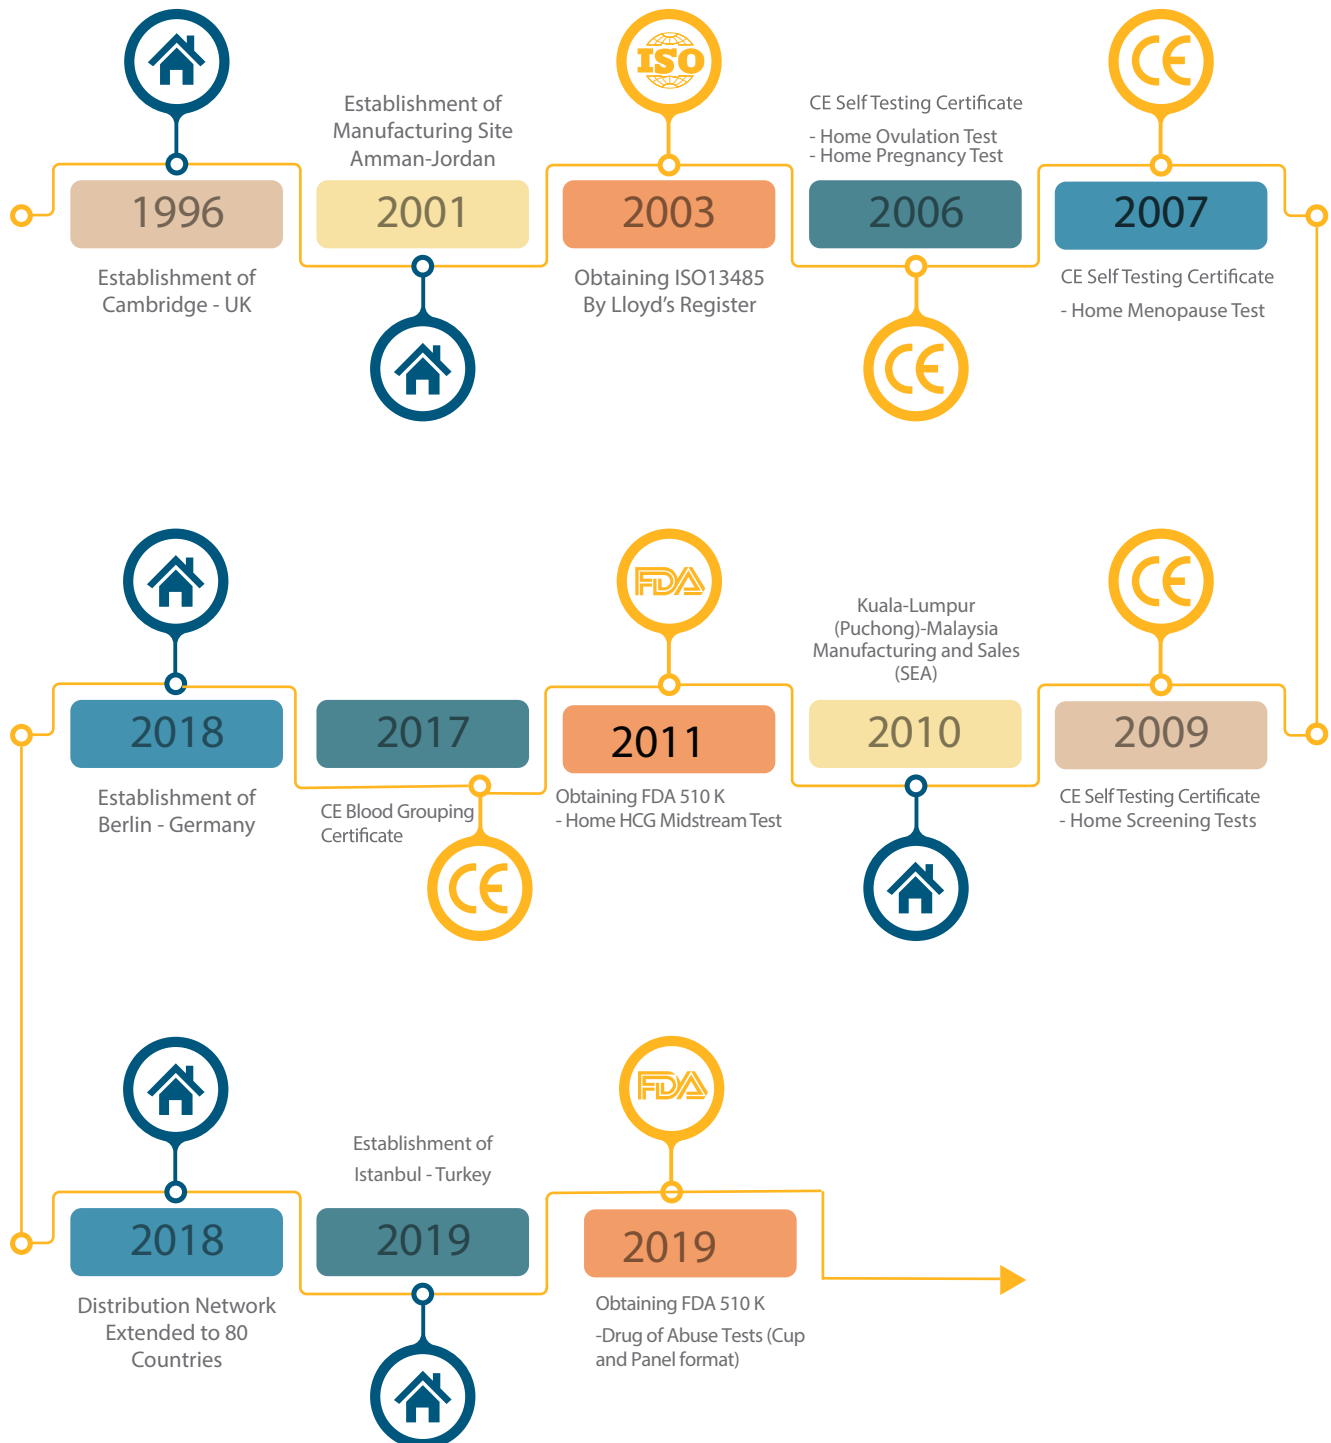 ISO
CE
Establishment of
Manufacturing Site
Amman-Jordan
CE Self Testing Certificate
- Home Ovulation Test
- Home Pregnancy Test
1996
2001
2003
2006
2007
Establishment of
Cambridge - UK
Obtaining ISO13485
By Lloyd's Register
CE Self Testing Certificate
- Home Menopause Test
CE
CE
Kuala-Lumpur
(Puchong)-Malaysia
Manufacturing and Sales
(SEA)
FDA
2009
2010
2011
2017
2018
CE Self Testing Certificate
- Home Screening Tests
Obtaining FDA 510 K
- Home HCG Midstream Test
CE Blood Grouping
Certificate
CE
Establishment of
Berlin - Germany
FDA
Establishment of
Istanbul - Turkey
2018
2019
2019
Distribution Network
Extended to 80
Countries
Obtaining FDA 510 K
-Drug of Abuse Tests (Cup
and Panel format)